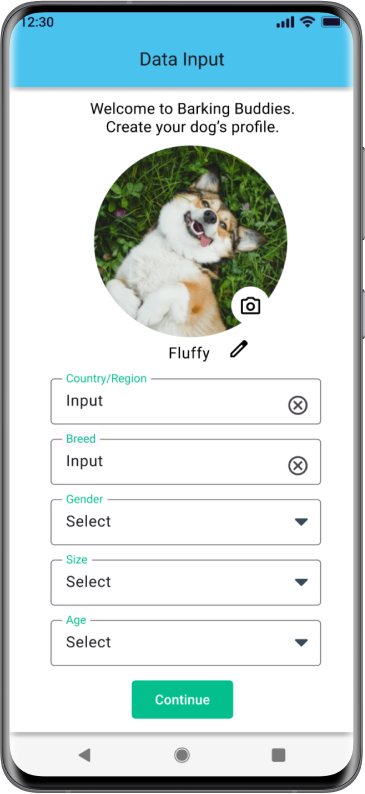 12:30
Data Input
Welcome to Barking Buddies.
Create your dog's profile.
Fluffy
Country/Region
Input
Breed
Input
Gender
Select
Size
Select
Age
Select
Continue